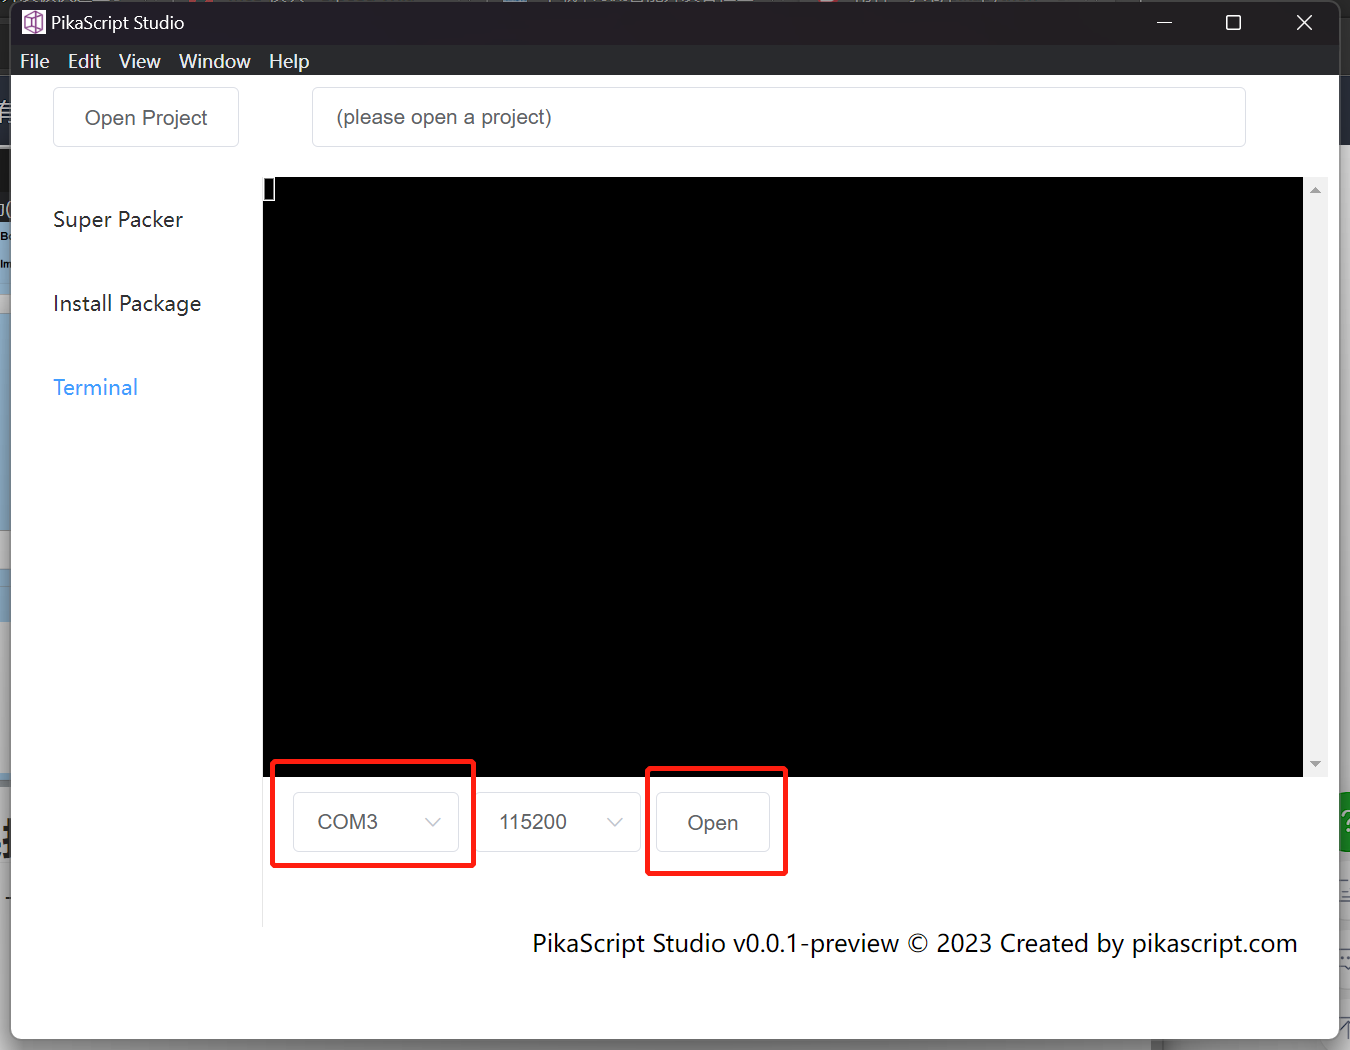 PikaScript Studio
File Edit View Window Help
Open Project
(please open a project)
Super Packer
Install Package
Terminal
COM3
115200
Open
PikaScript Studio v0.0.1-preview © 2023 Created by pikascript.com